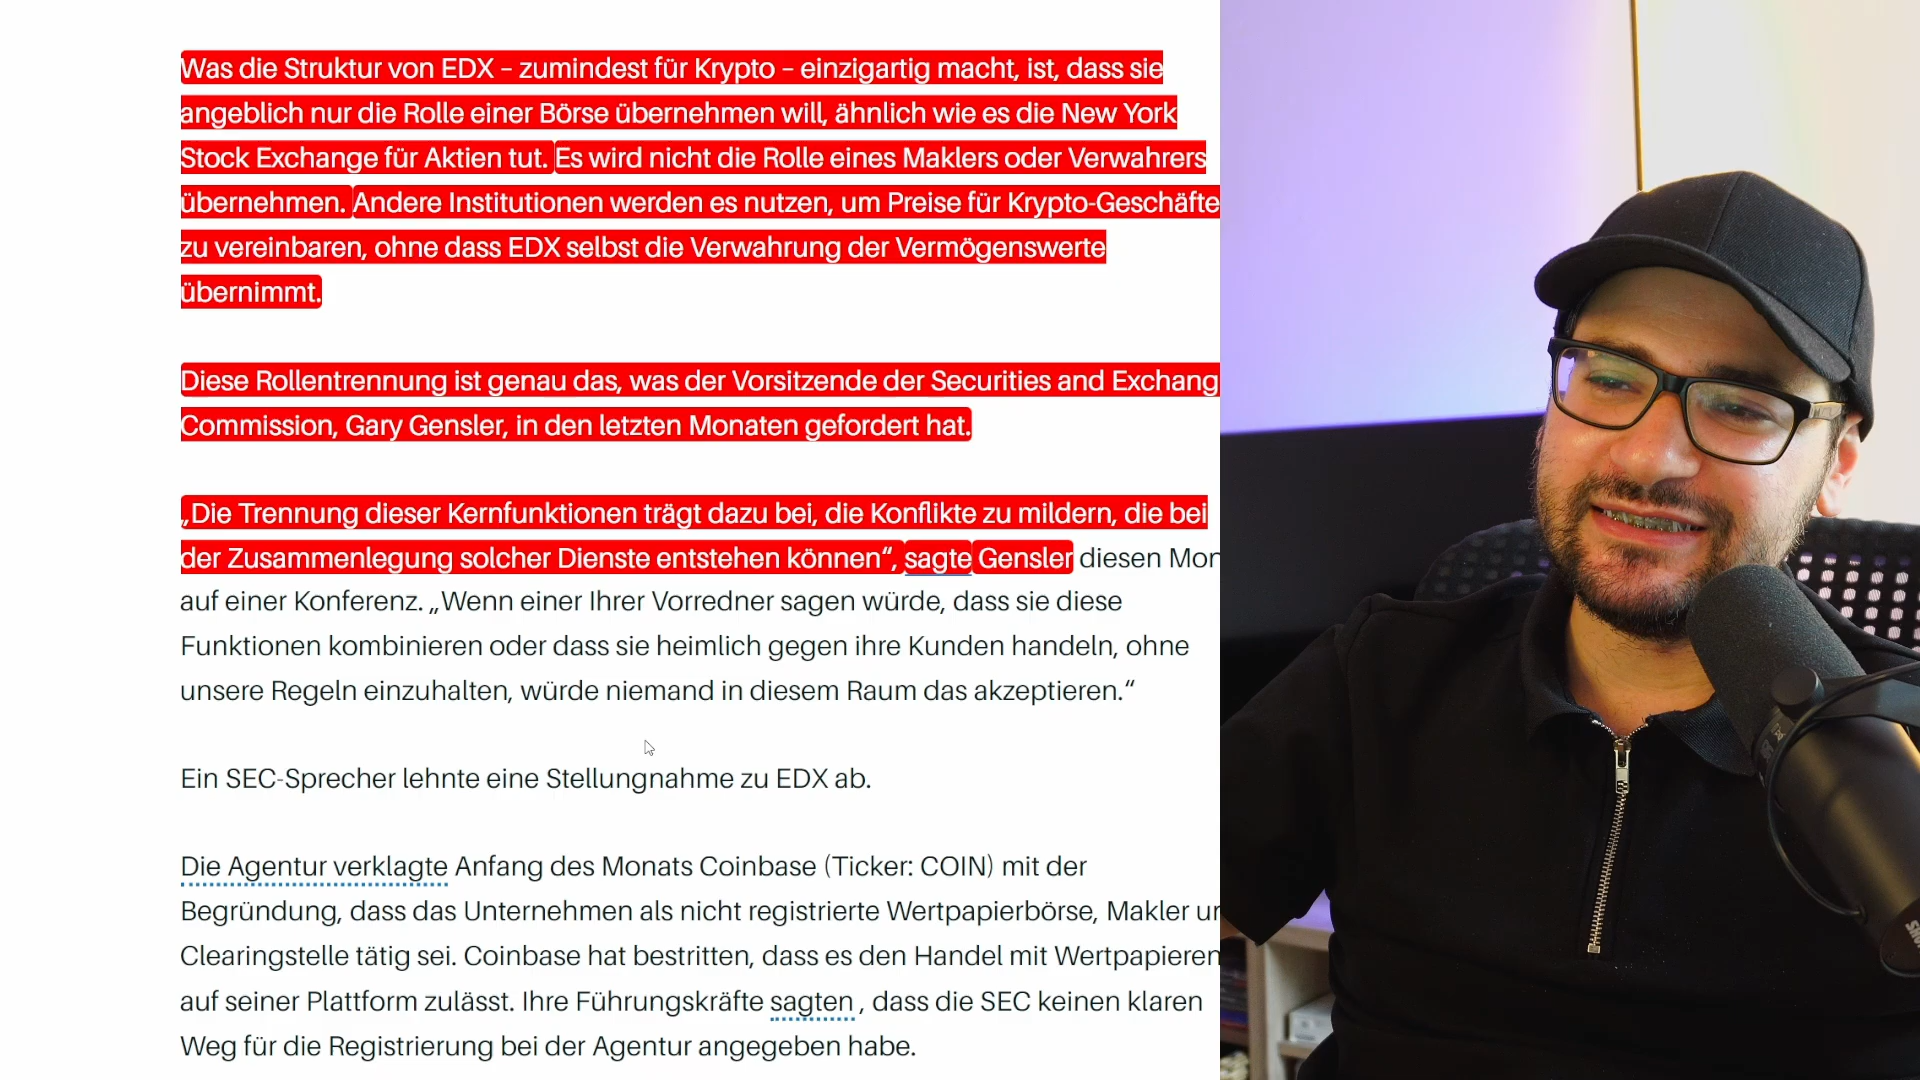 Was die Struktur von EDX – zumindest für Krypto – einzigartig macht, ist, dass sie
angeblich nur die Rolle einer Börse übernehmen will, ähnlich wie es die New York
Stock Exchange für Aktien tut. Es wird nicht die Rolle eines Maklers oder Verwahrers
übernehmen. Andere Institutionen werden es nutzen, um Preise für Krypto-Geschäfte
zu vereinbaren, ohne dass EDX selbst die Verwahrung der Vermögenswerte
übernimmt.
Diese Rollentrennung ist genau das, was der Vorsitzende der Securities and Exchang
Commission, Gary Gensler, in den letzten Monaten gefordert hat.
„Die Trennung dieser Kernfunktionen trägt dazu bei, die Konflikte zu mildern, die bei
der Zusammenlegung solcher Dienste entstehen können“, sagte Gensler diesen Mon
auf einer Konferenz. „Wenn einer Ihrer Vorredner sagen würde, dass sie diese
Funktionen kombinieren oder dass sie heimlich gegen ihre Kunden handeln, ohne
unsere Regeln einzuhalten, würde niemand in diesem Raum das akzeptieren.“
Ein SEC-Sprecher lehnte eine Stellungnahme zu EDX ab.
Die Agentur verklagte Anfang des Monats Coinbase (Ticker: COIN) mit der
Begründung, dass das Unternehmen als nicht registrierte Wertpapierbörse, Makler un
Clearingstelle tätig sei. Coinbase hat bestritten, dass es den Handel mit Wertpapieren
auf seiner Plattform zulässt. Ihre Führungskräfte sagten , dass die SEC keinen klaren
Weg für die Registrierung bei der Agentur angegeben habe.